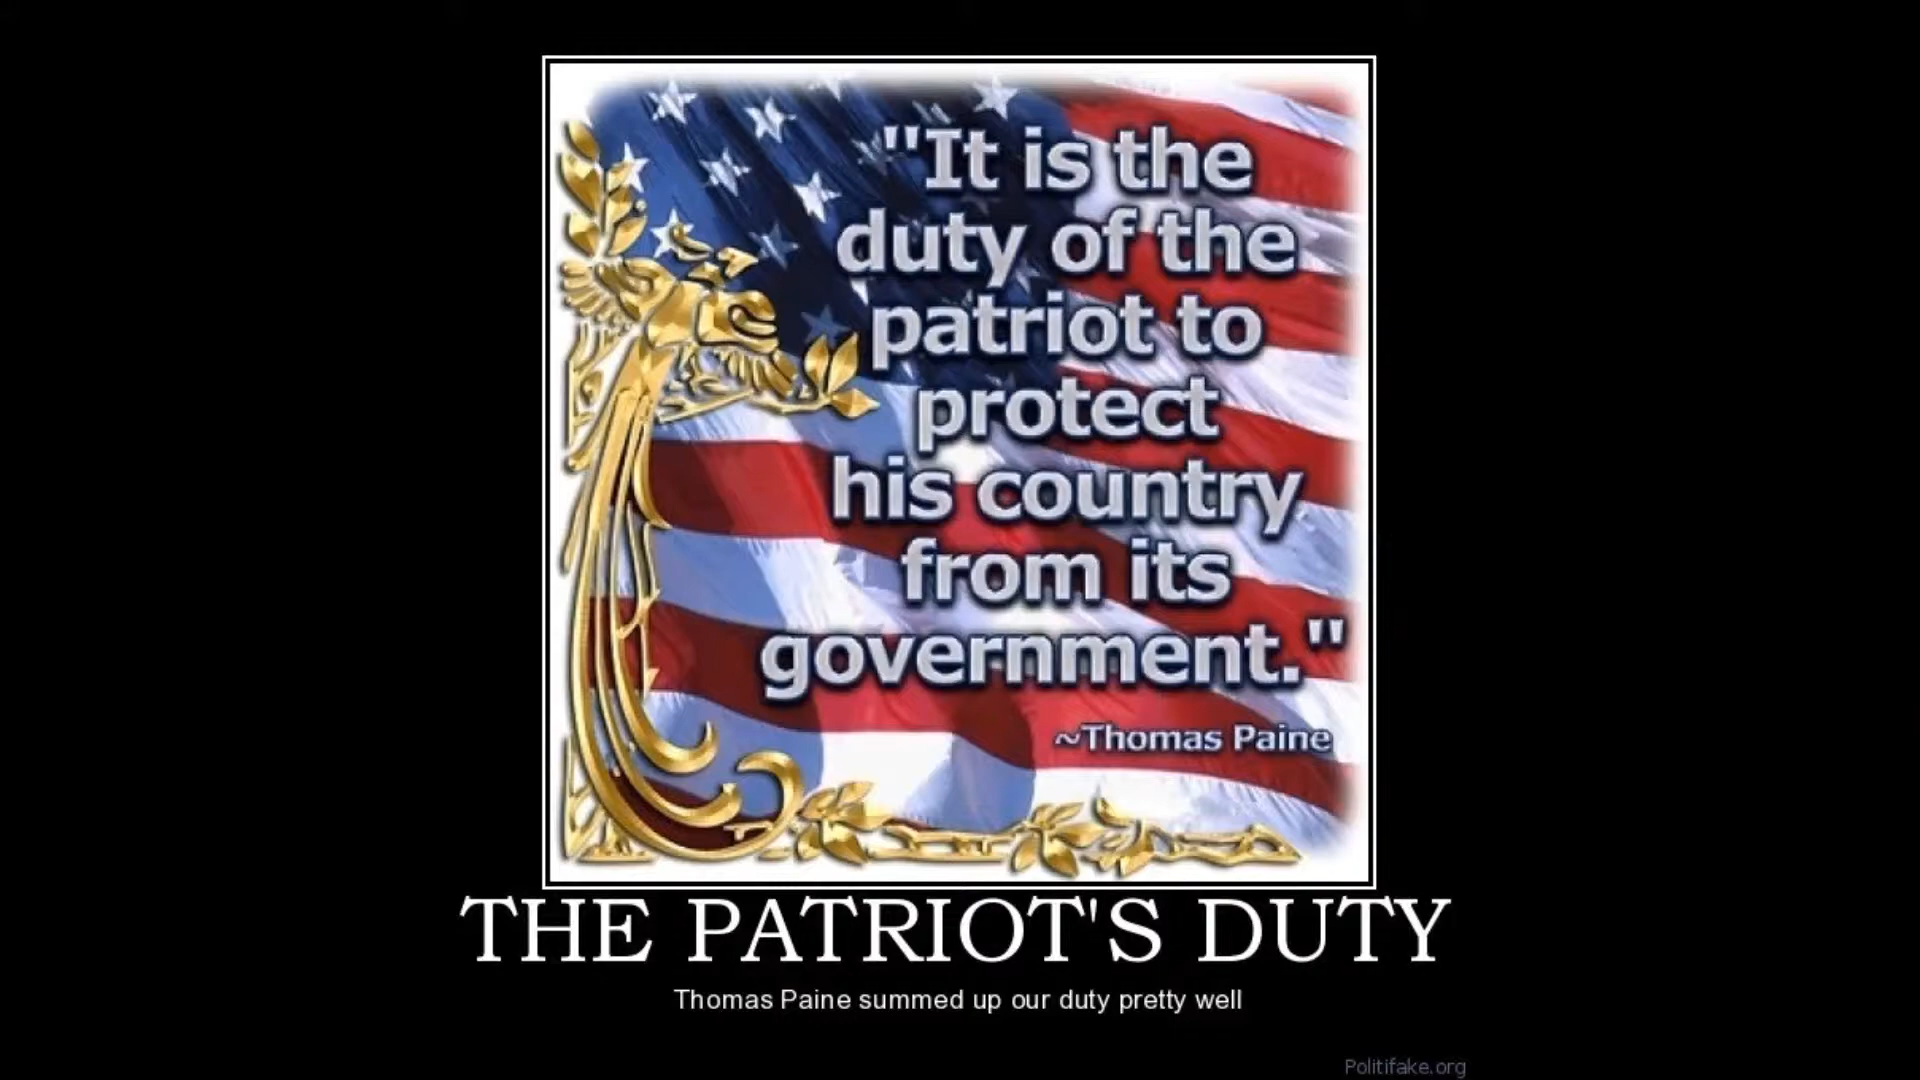 "It is the
duty of the
patriot to
protect
his country
from its
government."
~Thomas Paine
THE PATRIOT'S DUTY
Thomas Paine summed up our duty pretty well
Politifake.org